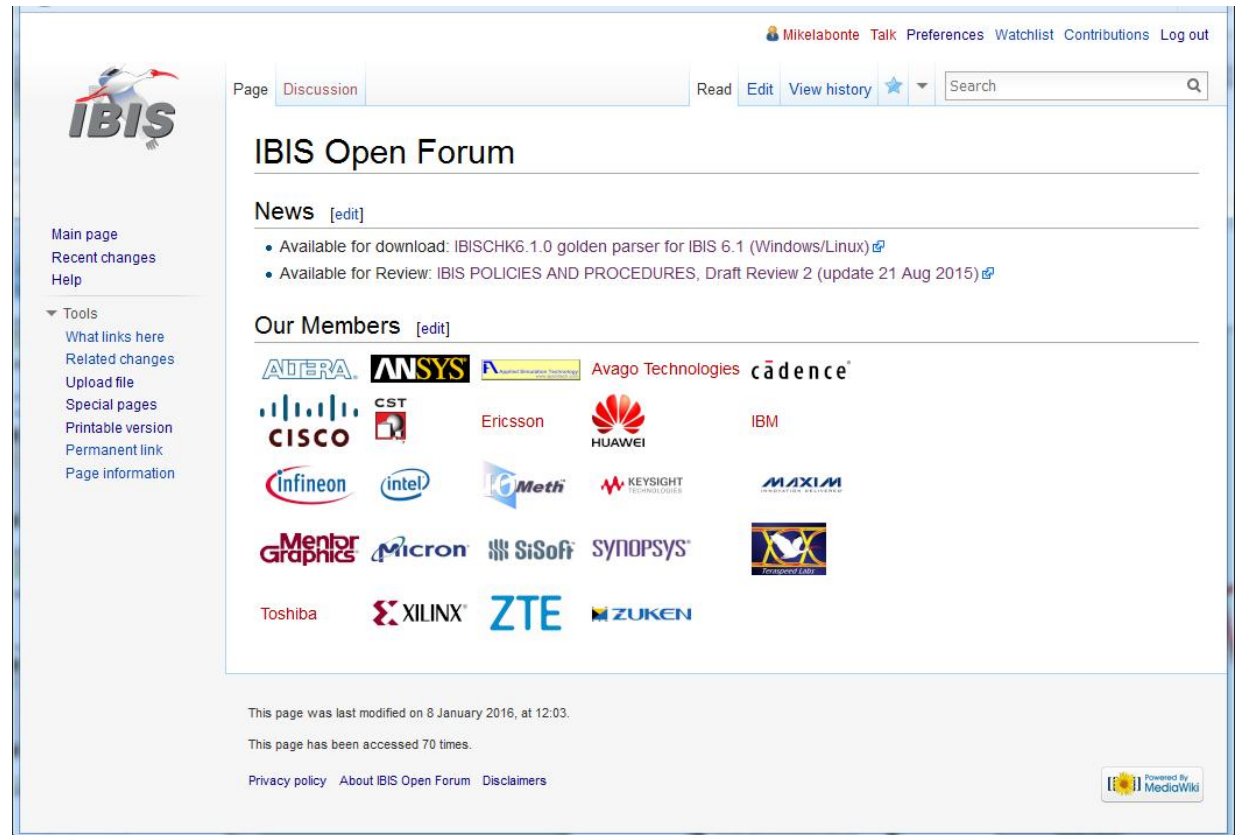 Mikelabonte Talk Preferences Watchlist Contributions Log out
IBIS
Page Discussion Read Edit View history Search
IBIS Open Forum
News [edit]
Available for download: IBISCHK6.1.0 golden parser for IBIS 6.1 (Windows/Linux)
Available for Review: IBIS POLICIES AND PROCEDURES, Draft Review 2 (update 21 Aug 2015)
Main page
Recent changes
Help
Tools
What links here
Related changes
Upload file
Special pages
Printable version
Permanent link
Page information
Our Members [edit]
ALTERA. ANSYS Applied Simulation Technology Avago Technologies cādence
CISCO CST Ericsson HUAWEI IBM
infineon intel IO Meth KEYSIGHT TECHNOLOGIES MAXIM INNOVATION DELIVERED
Mentor Graphics Micron SiSoft SYNOPSYS Teraspeed Labs
Toshiba XILINX ZTE ZUKEN
This page was last modified on 8 January 2016, at 12:03.
This page has been accessed 70 times.
Privacy policy About IBIS Open Forum Disclaimers
Powered By MediaWiki